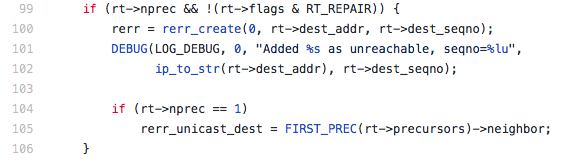 99 if (rt->nprec && !(rt->flags & RT_REPAIR)) {
100 rerr = rerr_create(0, rt->dest_addr, rt->dest_seqno);
101 DEBUG(LOG_DEBUG, 0, "Added %s as unreachable, seqno=%lu",
102 ip_to_str(rt->dest_addr), rt->dest_seqno);
103
104 if (rt->nprec == 1)
105 rerr_unicast_dest = FIRST_PREC(rt->precursors)->neighbor;
106 }